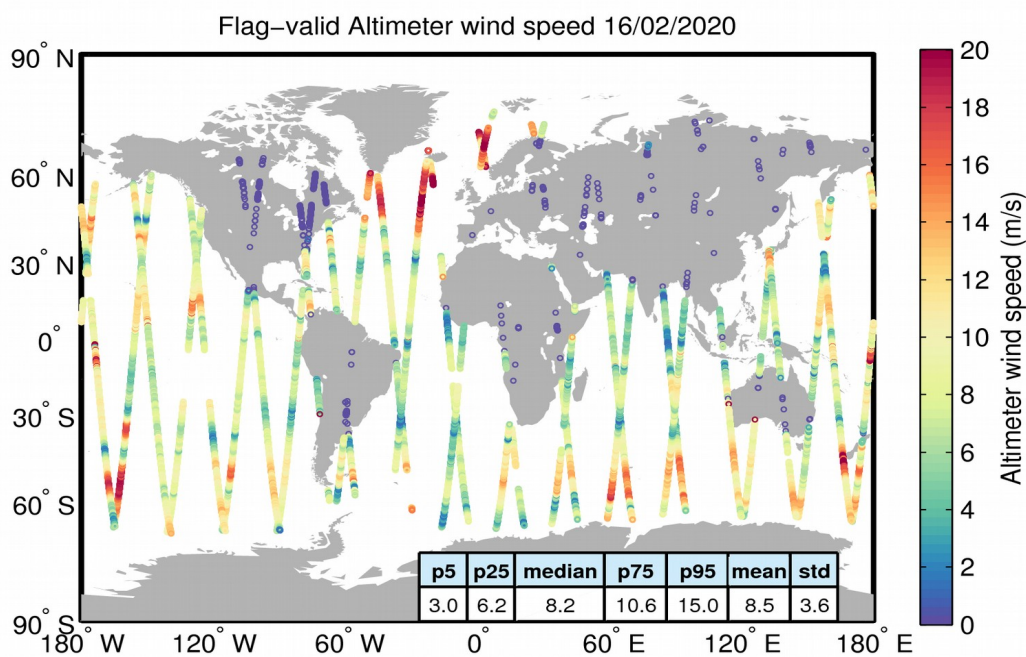 Flag−valid Altimeter wind speed 16/02/2020
90° N
60° N
30° N
0°
30° S
60° S
90° S
180° W
120° W
60° W
0°
60° E
120° E
180° E
p5 p25 median p75 p95 mean std
3.0 6.2 8.2 10.6 15.0 8.5 3.6
20
18
16
14
12
10
8
6
4
2
0
Altimeter wind speed (m/s)